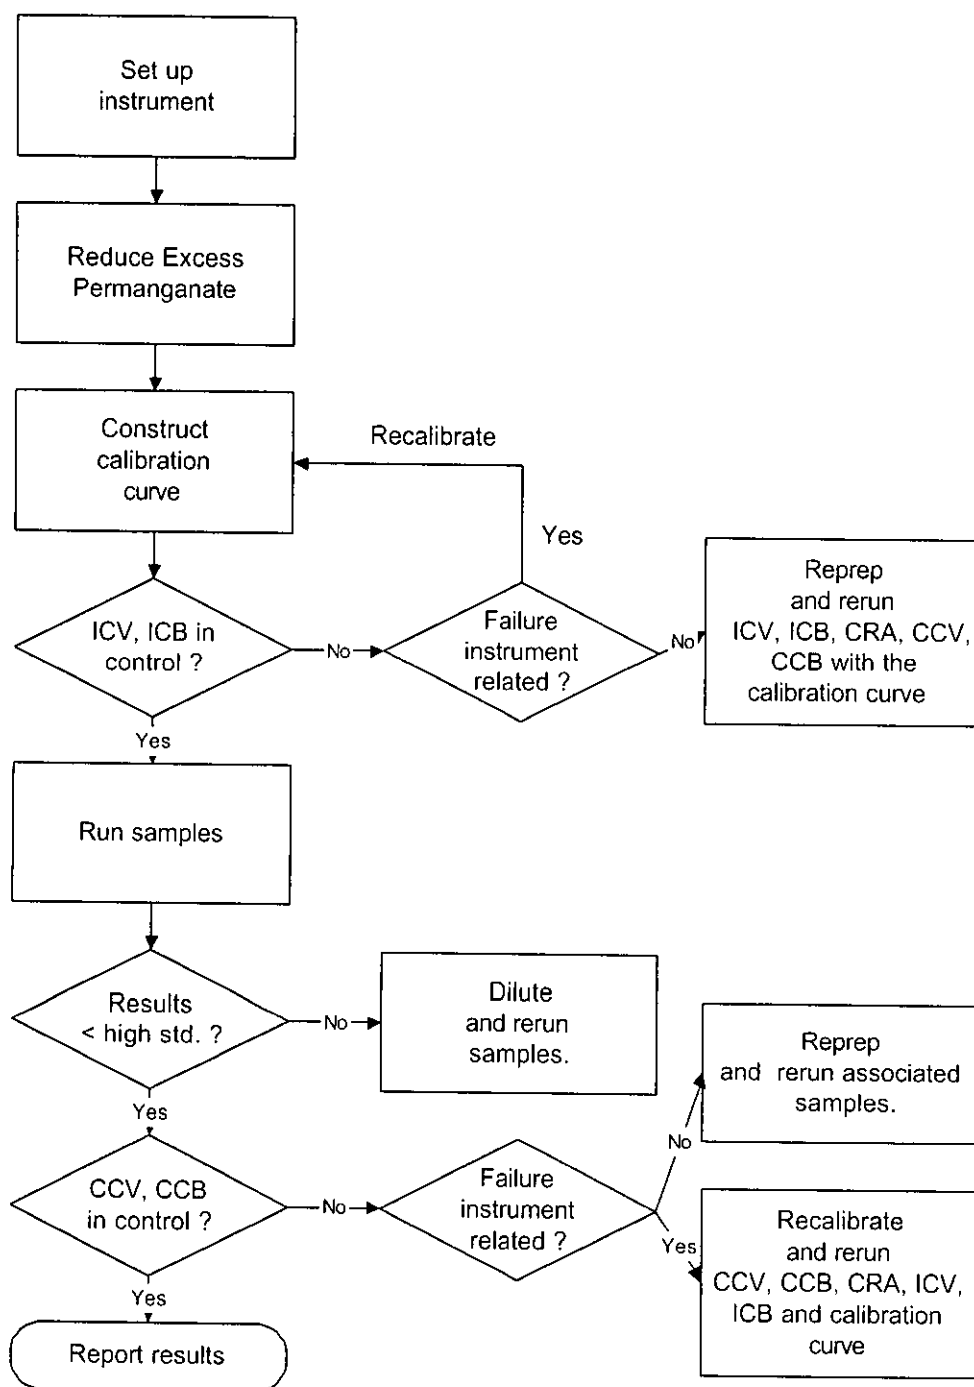 Set up
instrument
Reduce Excess
Permanganate
Construct
calibration
curve
Recalibrate
Yes
ICV, ICB in
control ?
No
Failure
instrument
related ?
No
Reprep
and rerun
ICV, ICB, CRA, CCV,
CCB with the
calibration curve
Yes
Run samples
Results
< high std. ?
No
Dilute
and rerun
samples.
Yes
CCV, CCB
in control ?
No
Failure
instrument
related ?
No
Reprep
and rerun associated
samples.
Yes
Recalibrate
and rerun
CCV, CCB, CRA, ICV,
ICB and calibration
curve
Yes
Report results